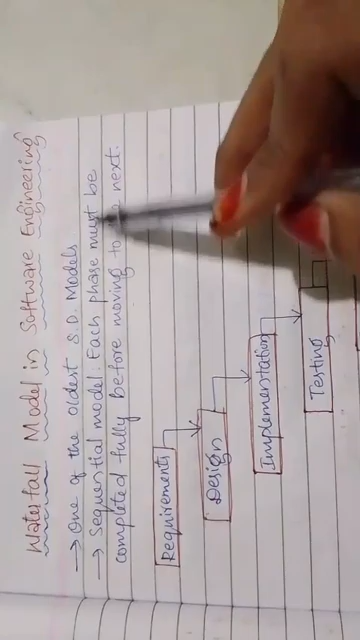 Waterfall Model in Software Engineering
→ One of the oldest S.D. Models
→ Sequential model: Each phase must be
completed fully before moving to next.
Requirements
Design
Implementation
Testing